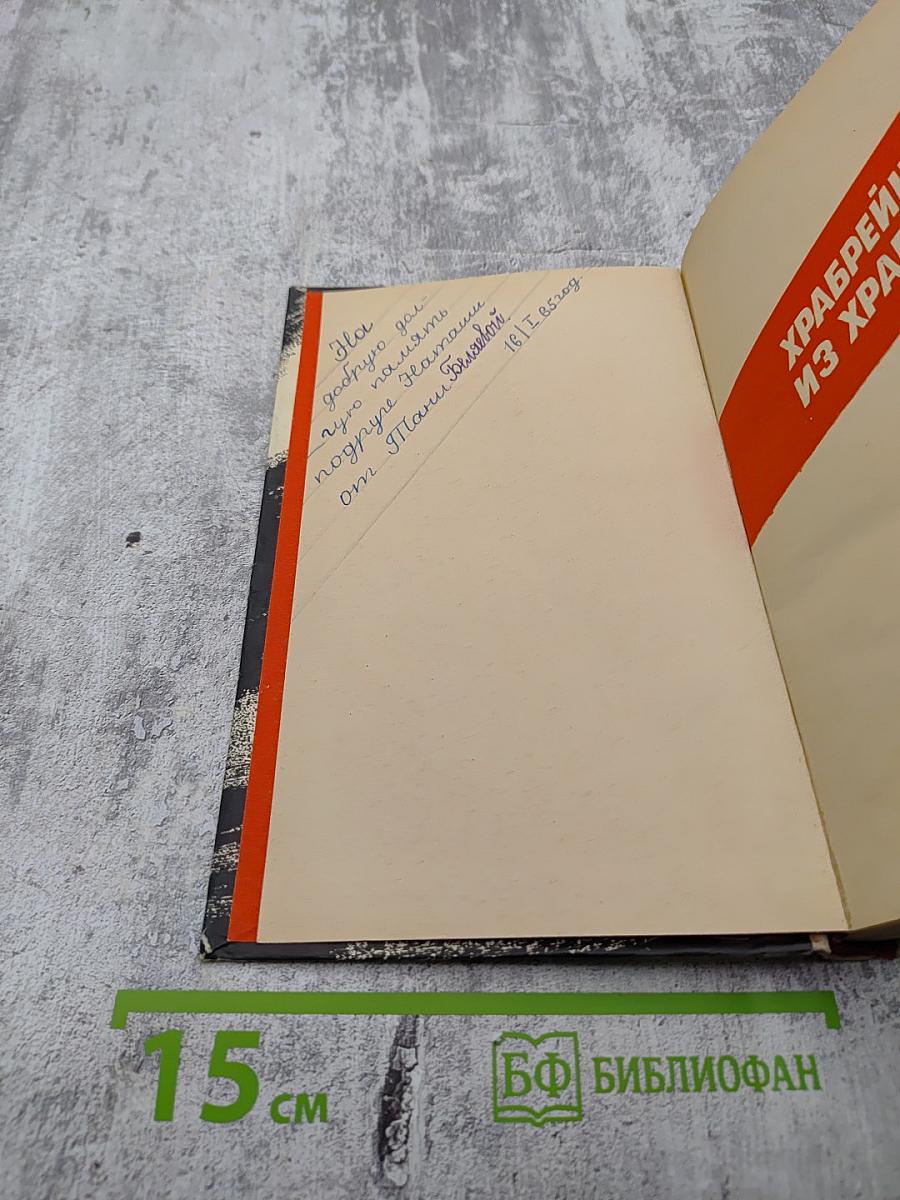 На
добрую дол-
гую память
подруге Наташи
от Тани Беляевой.
16/I 85 год.
ХРАБРЕЙ
ИЗ ХРА
15 см
БФ БИБЛИОФАН